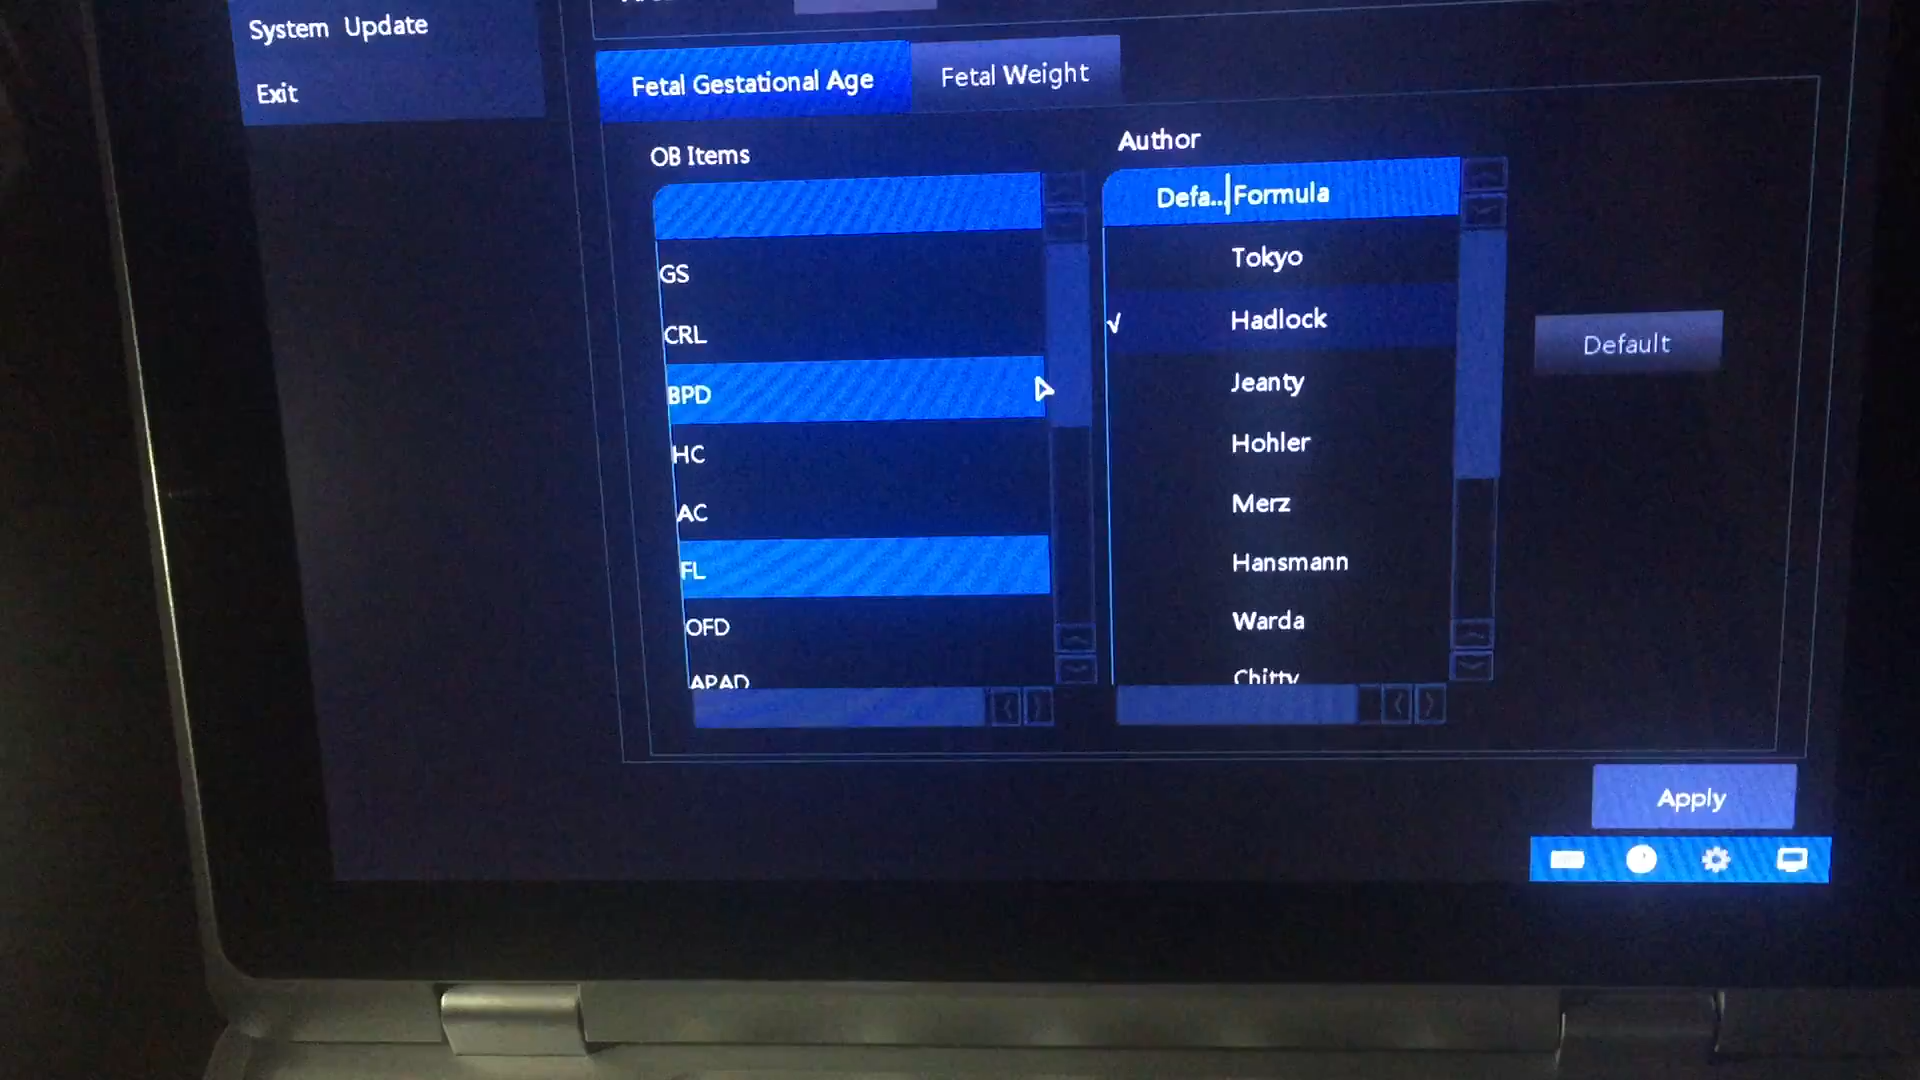 System Update
Exit
Fetal Gestational Age
Fetal Weight
OB Items
GS
CRL
BPD
HC
AC
FL
OFD
APAD
Author
Defa.. Formula
Tokyo
√ Hadlock
Jeanty
Hohler
Merz
Hansmann
Warda
Chitty
Default
Apply